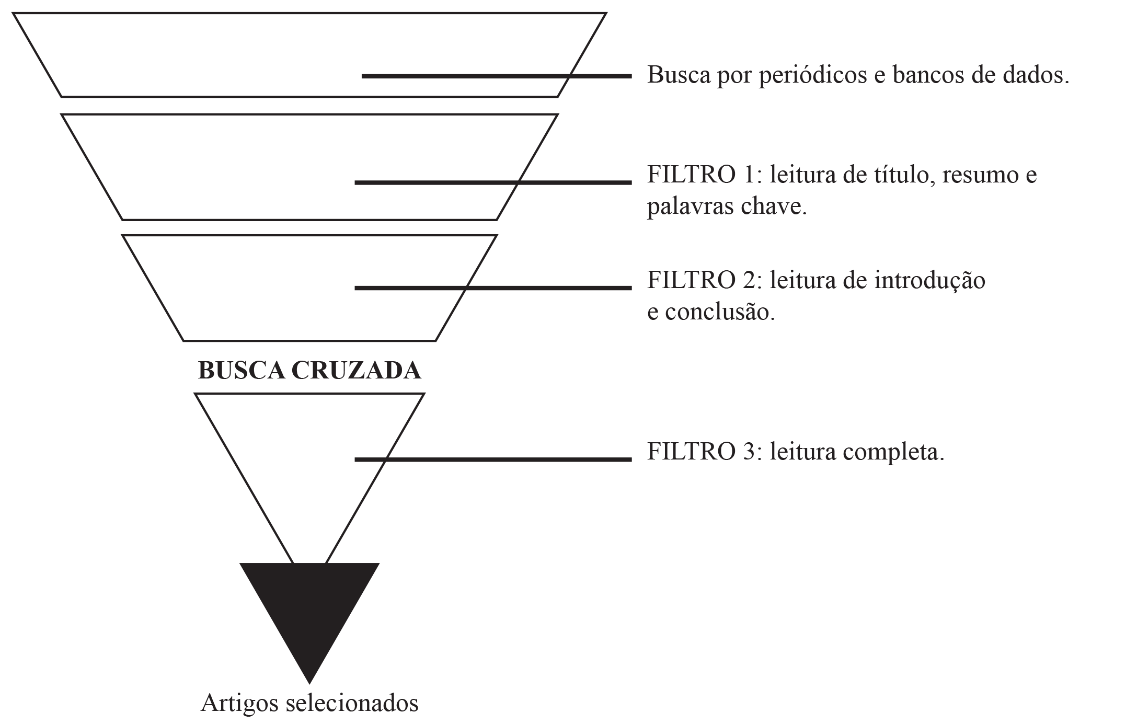 Busca por periódicos e bancos de dados.
FILTRO 1: leitura de título, resumo e
palavras chave.
FILTRO 2: leitura de introdução
e conclusão.
BUSCA CRUZADA
FILTRO 3: leitura completa.
Artigos selecionados